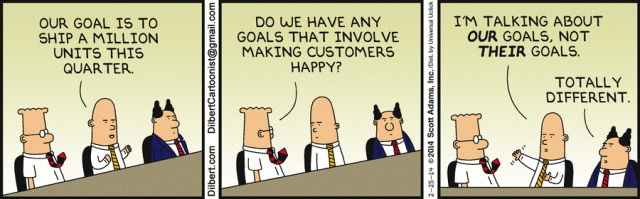 OUR GOAL IS TO
SHIP A MILLION
UNITS THIS
QUARTER.
Dilbert.com DilbertCartoonist@gmail.com
DO WE HAVE ANY
GOALS THAT INVOLVE
MAKING CUSTOMERS
HAPPY?
2-25-14 ©2014 Scott Adams, Inc. /Dist. by Universal Uclick
I'M TALKING ABOUT
OUR GOALS, NOT
THEIR GOALS.
TOTALLY
DIFFERENT.